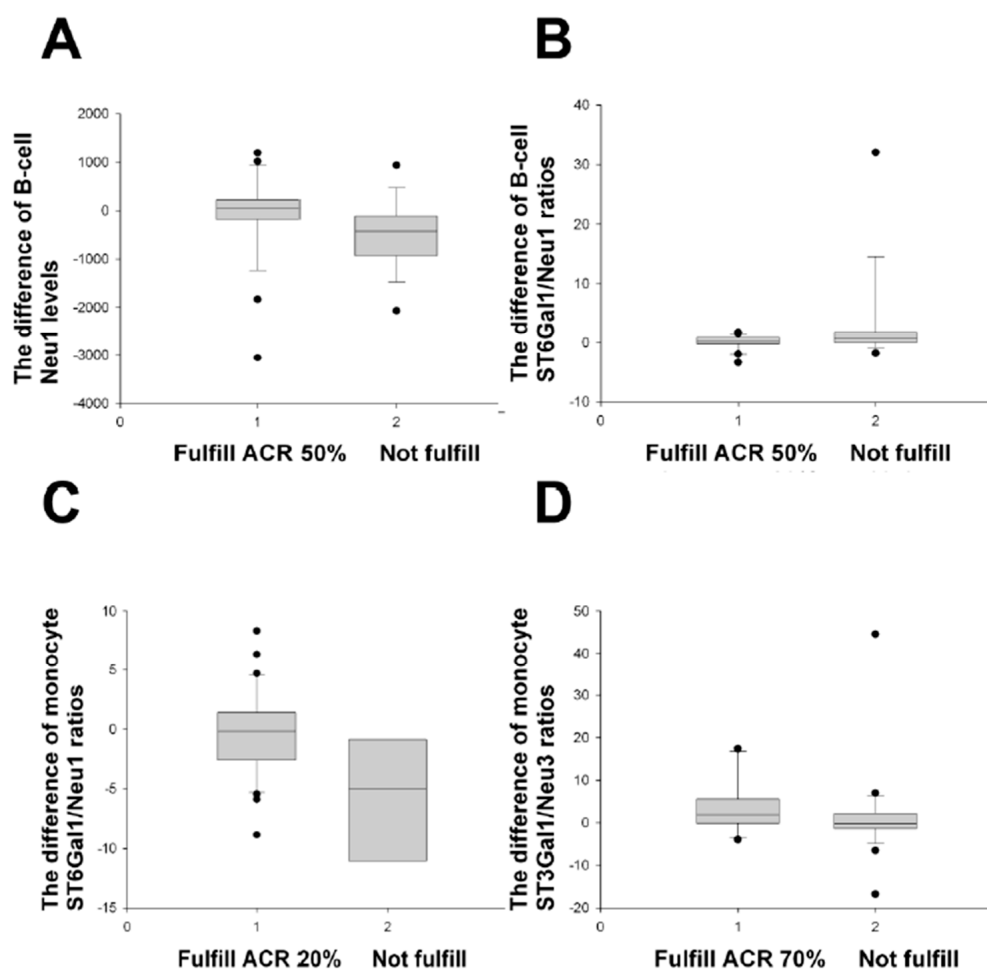 A
The difference of B-cell
Neu1 levels
2000
1000
0
-1000
-2000
-3000
-4000
0
1
2
Fulfill ACR 50%
Not fulfill
B
The difference of B-cell
ST6Gal1/Neu1 ratios
40
30
20
10
0
-10
0
1
2
Fulfill ACR 50%
Not fulfill
C
The difference of monocyte
ST6Gal1/Neu1 ratios
10
5
0
-5
-10
-15
0
1
2
Fulfill ACR 20%
Not fulfill
D
The difference of monocyte
ST3Gal1/Neu3 ratios
50
40
30
20
10
0
-10
-20
0
1
2
Fulfill ACR 70%
Not fulfill